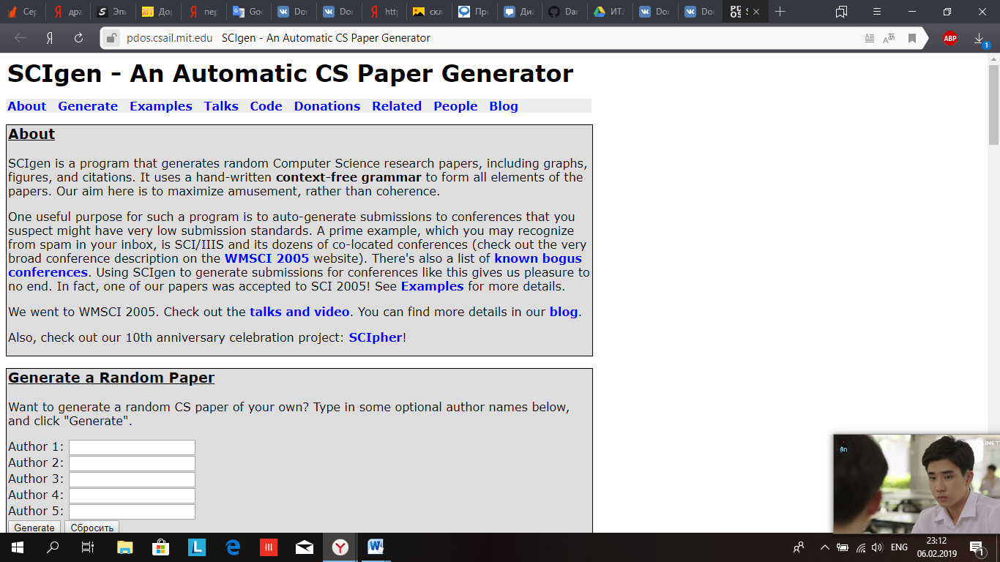 Сер
дра
Эпи
Дор
пер
Goo
Dor
Dor
http
скл
Прс
Диа
Dar
ИТЛ
Dor
Dor
S
pdos.csail.mit.edu SCIgen - An Automatic CS Paper Generator
ABP
1
SCIgen - An Automatic CS Paper Generator
About Generate Examples Talks Code Donations Related People Blog
About
SCIgen is a program that generates random Computer Science research papers, including graphs,
figures, and citations. It uses a hand-written context-free grammar to form all elements of the
papers. Our aim here is to maximize amusement, rather than coherence.
One useful purpose for such a program is to auto-generate submissions to conferences that you
suspect might have very low submission standards. A prime example, which you may recognize
from spam in your inbox, is SCI/IIIS and its dozens of co-located conferences (check out the very
broad conference description on the WMSCI 2005 website). There's also a list of known bogus
conferences. Using SCIgen to generate submissions for conferences like this gives us pleasure to
no end. In fact, one of our papers was accepted to SCI 2005! See Examples for more details.
We went to WMSCI 2005. Check out the talks and video. You can find more details in our blog.
Also, check out our 10th anniversary celebration project: SCIpher!
Generate a Random Paper
Want to generate a random CS paper of your own? Type in some optional author names below,
and click "Generate".
Author 1:
Author 2:
Author 3:
Author 4:
Author 5:
Generate Сбросить
ENG
23:12
06.02.2019
1